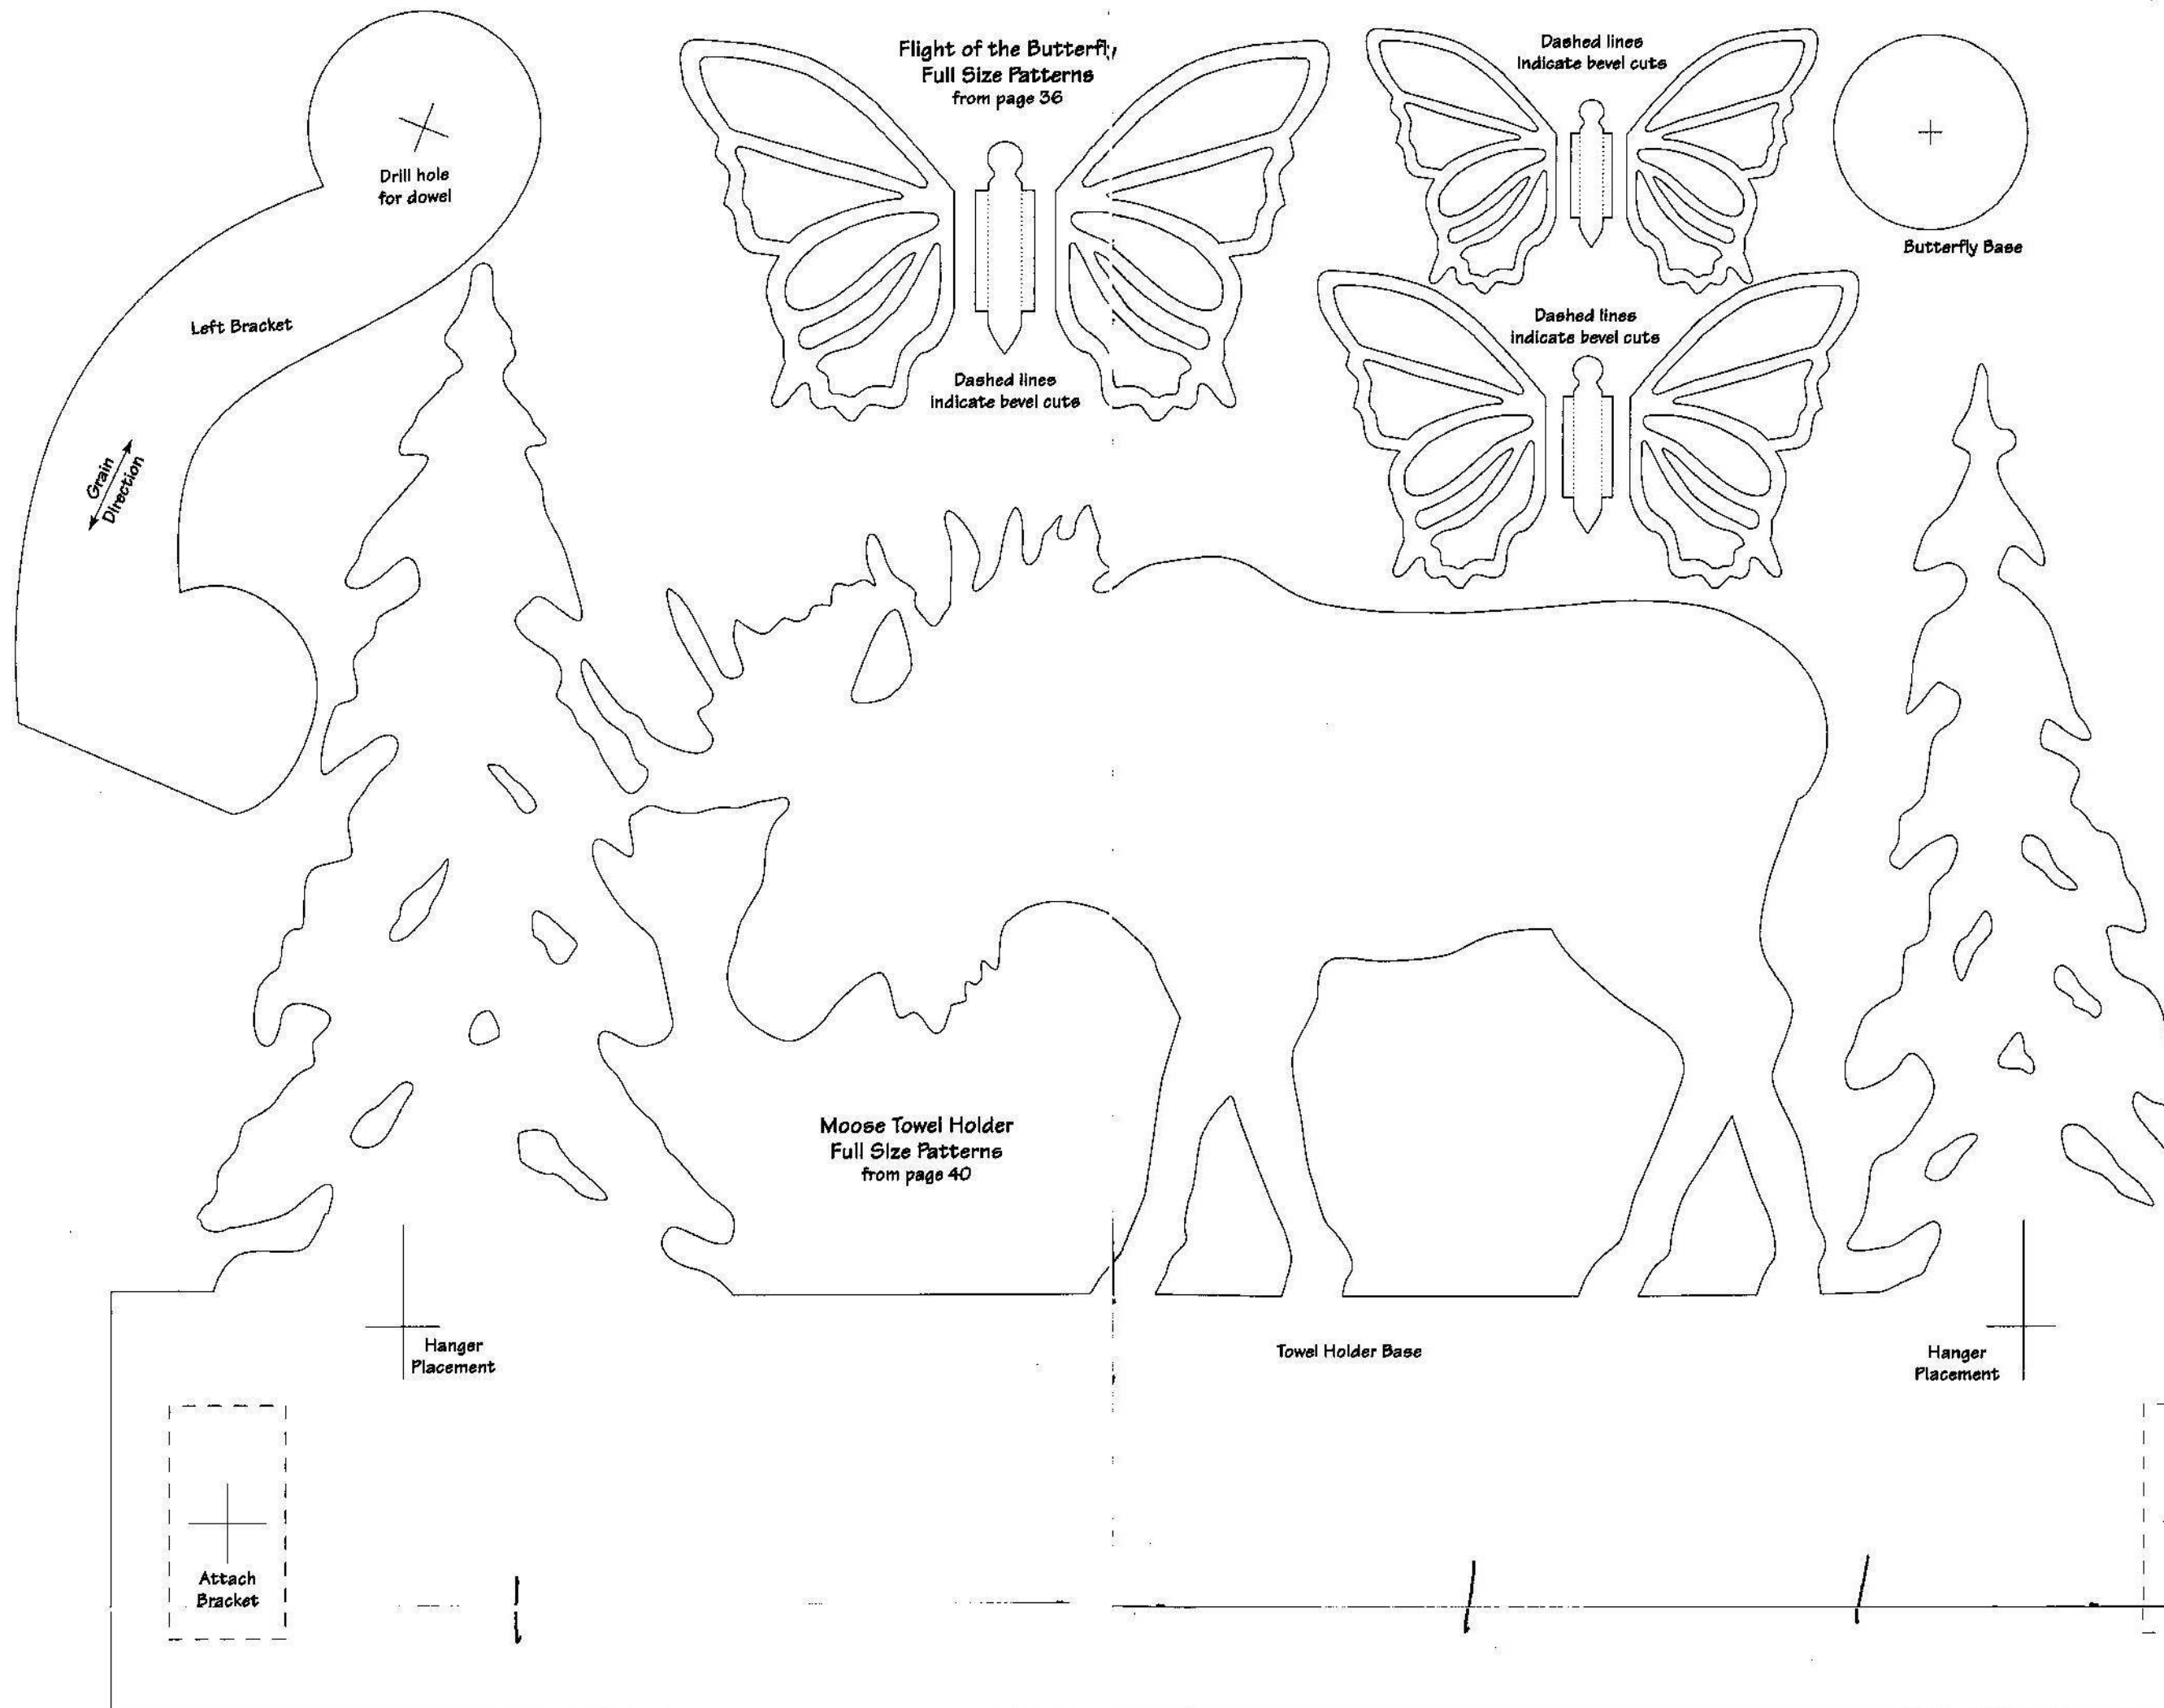 Flight of the Butterfly
Full Size Patterns
from page 36
Dashed lines
indicate bevel cuts
Dashed lines
indicate bevel cuts
Butterfly Base
Dashed lines
indicate bevel cuts
Drill hole
for dowel
Left Bracket
Grain
Direction
Moose Towel Holder
Full Size Patterns
from page 40
Hanger
Placement
Towel Holder Base
Hanger
Placement
Attach
Bracket